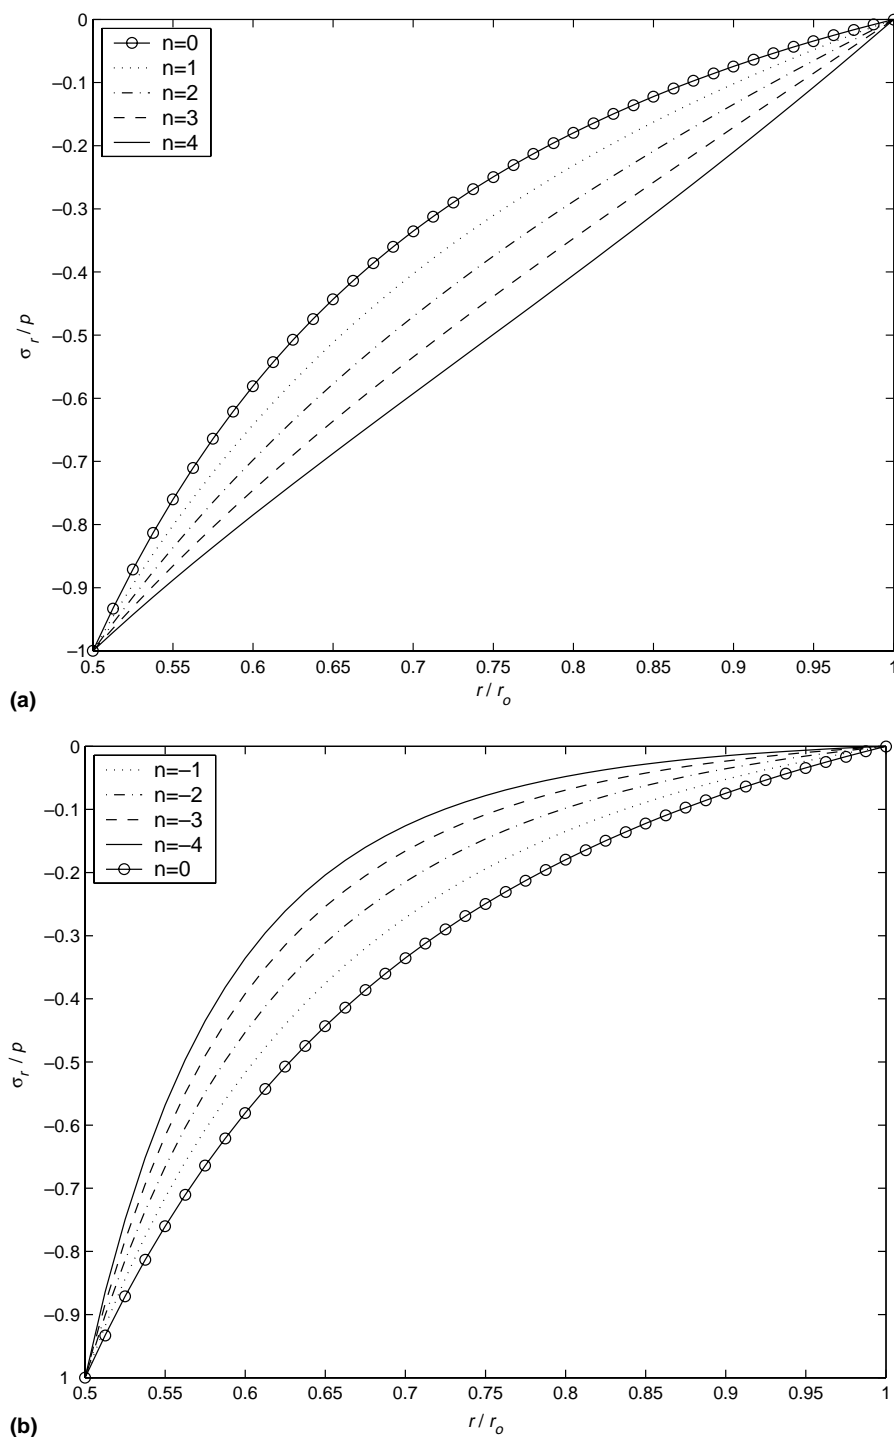 0
–0.1
–0.2
–0.3
–0.4
–0.5
–0.6
–0.7
–0.8
–0.9
–1
σr / p
n=0
n=1
n=2
n=3
n=4
0.5 0.55 0.6 0.65 0.7 0.75 0.8 0.85 0.9 0.95 1
r / ro
(a)
0
–0.1
–0.2
–0.3
–0.4
–0.5
–0.6
–0.7
–0.8
–0.9
1
σr / p
n=–1
n=–2
n=–3
n=–4
n=0
0.5 0.55 0.6 0.65 0.7 0.75 0.8 0.85 0.9 0.95 1
r / ro
(b)